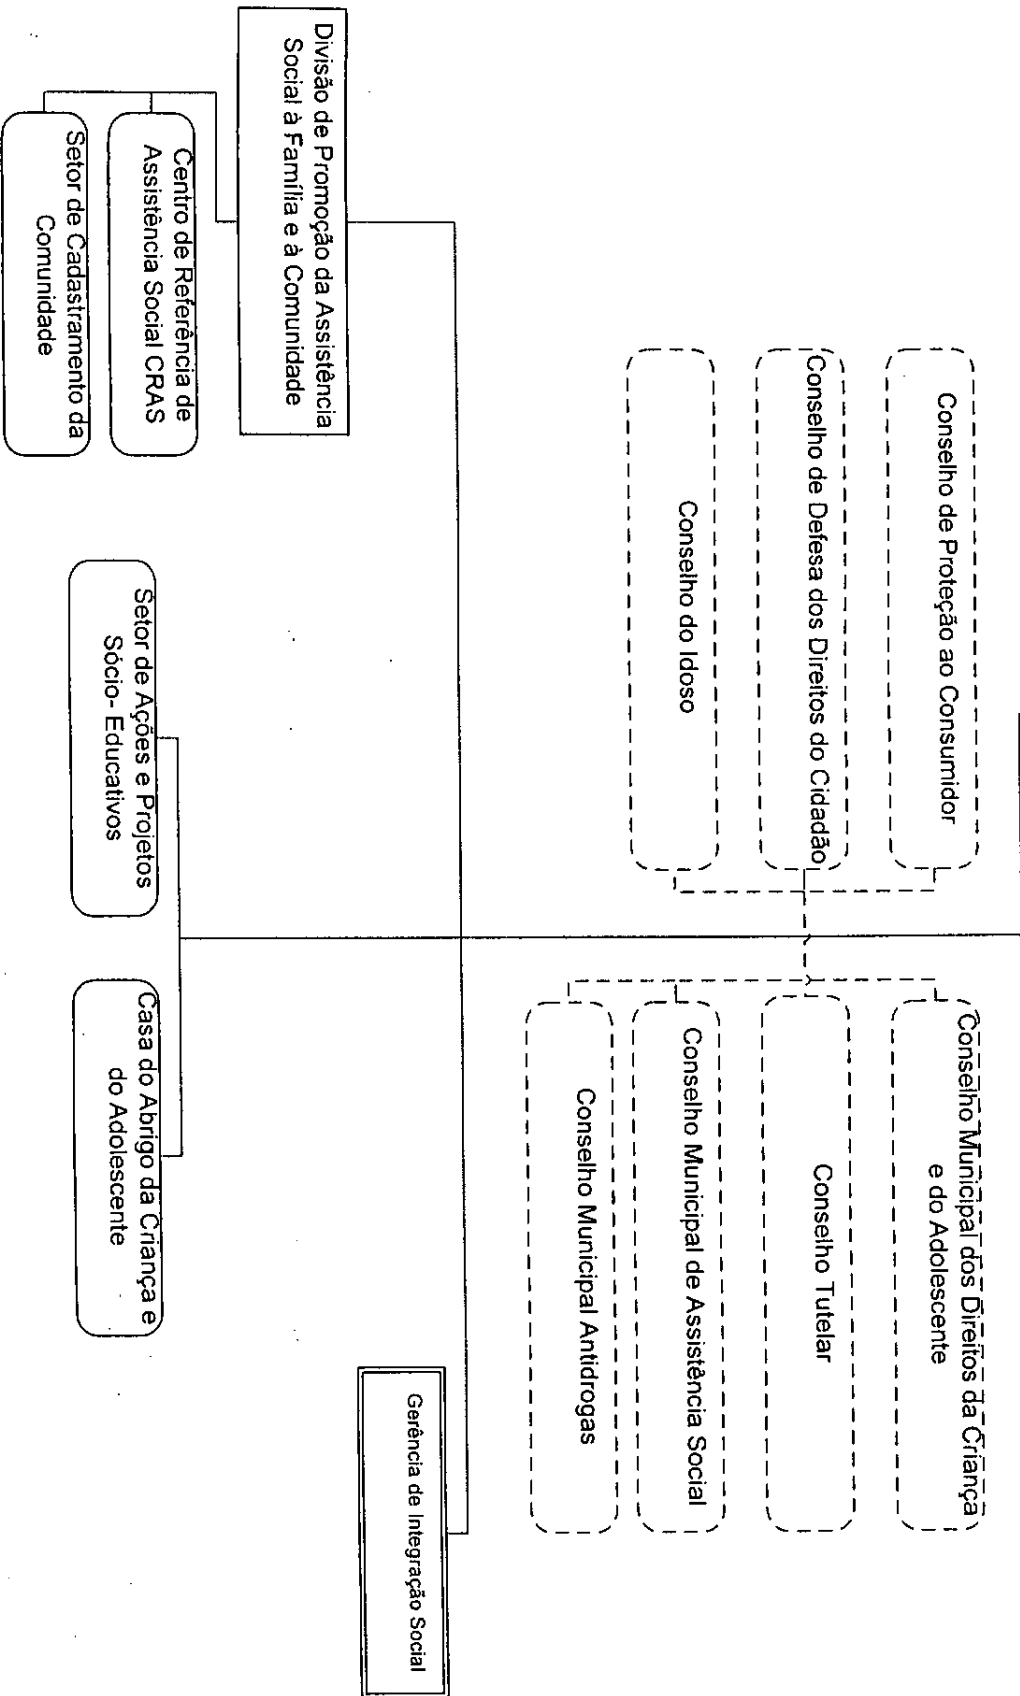 Conselho de Proteção ao Consumidor
Conselho Municipal dos Direitos da Criança
e do Adolescente
Conselho de Defesa dos Direitos do Cidadão
Conselho Tutelar
Conselho do Idoso
Conselho Municipal de Assistência Social
Conselho Municipal Antidrogas
Divisão de Promoção da Assistência
Social à Família e à Comunidade
Gerência de Integração Social
Centro de Referência de
Assistência Social CRAS
Setor de Cadastramento da
Comunidade
Setor de Ações e Projetos
Sócio- Educativos
Casa do Abrigo da Criança e
do Adolescente